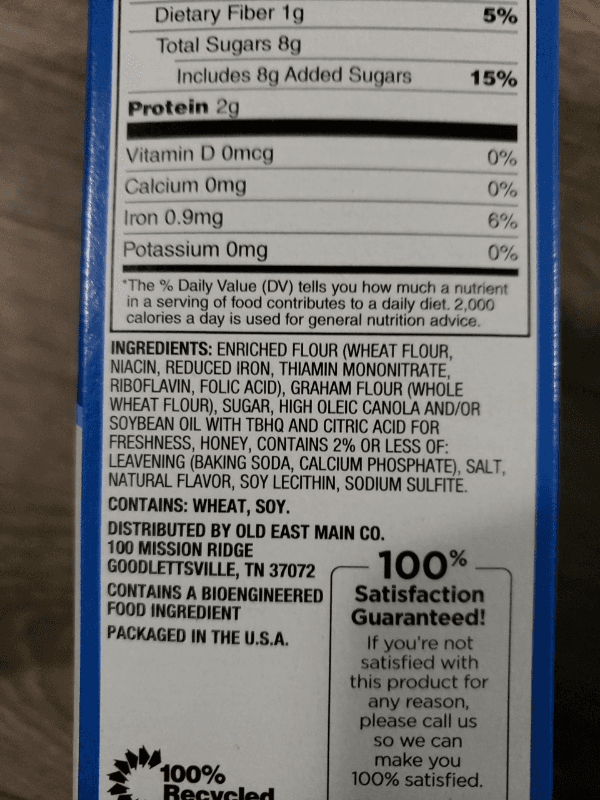 Dietary Fiber 1g 5%
Total Sugars 8g
Includes 8g Added Sugars 15%
Protein 2g
Vitamin D 0mcg 0%
Calcium 0mg 0%
Iron 0.9mg 6%
Potassium 0mg 0%
*The % Daily Value (DV) tells you how much a nutrient
in a serving of food contributes to a daily diet. 2,000
calories a day is used for general nutrition advice.
INGREDIENTS: ENRICHED FLOUR (WHEAT FLOUR,
NIACIN, REDUCED IRON, THIAMIN MONONITRATE,
RIBOFLAVIN, FOLIC ACID), GRAHAM FLOUR (WHOLE
WHEAT FLOUR), SUGAR, HIGH OLEIC CANOLA AND/OR
SOYBEAN OIL WITH TBHQ AND CITRIC ACID FOR
FRESHNESS, HONEY, CONTAINS 2% OR LESS OF:
LEAVENING (BAKING SODA, CALCIUM PHOSPHATE), SALT,
NATURAL FLAVOR, SOY LECITHIN, SODIUM SULFITE.
CONTAINS: WHEAT, SOY.
DISTRIBUTED BY OLD EAST MAIN CO.
100 MISSION RIDGE
GOODLETTSVILLE, TN 37072
CONTAINS A BIOENGINEERED
FOOD INGREDIENT
PACKAGED IN THE U.S.A.
100%
Satisfaction
Guaranteed!
If you're not
satisfied with
this product for
any reason,
please call us
so we can
make you
100% satisfied.
100%
Recycled